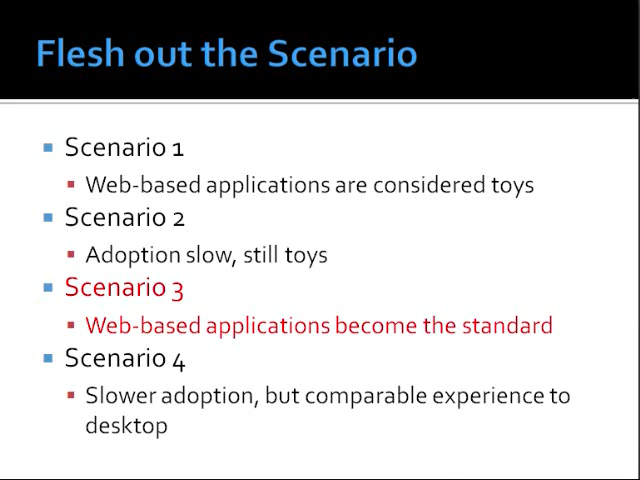 Flesh out the Scenario
Scenario 1
Web-based applications are considered toys
Scenario 2
Adoption slow, still toys
Scenario 3
Web-based applications become the standard
Scenario 4
Slower adoption, but comparable experience to
desktop